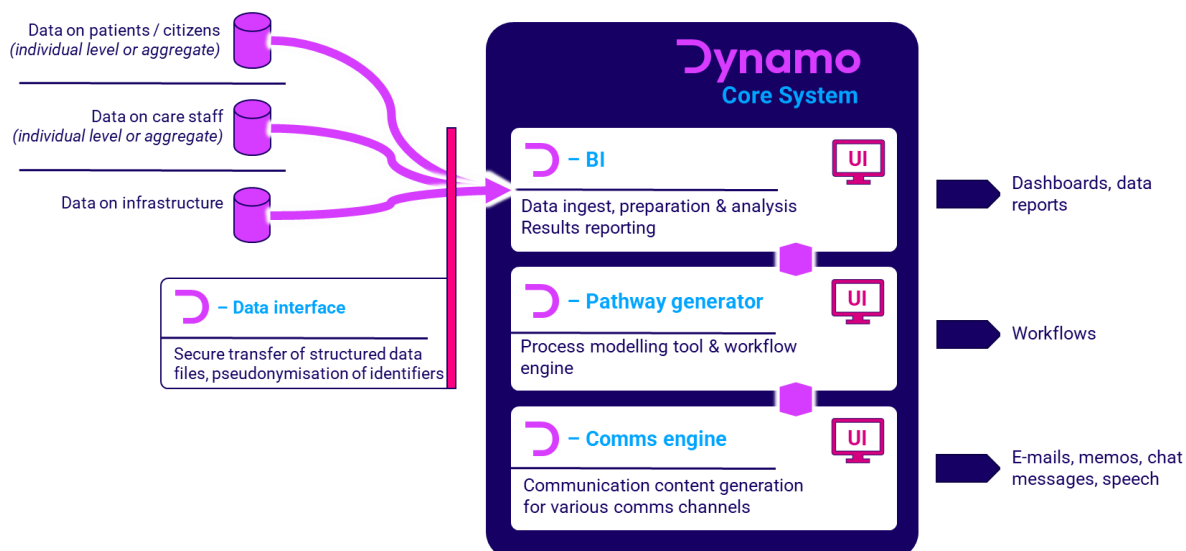 Data on patients / citizens
(individual level or aggregate)
Data on care staff
(individual level or aggregate)
Data on infrastructure
– Data interface
Secure transfer of structured data
files, pseudonymisation of identifiers
Dynamo
Core System
– BI
UI
Data ingest, preparation & analysis
Results reporting
– Pathway generator
UI
Process modelling tool & workflow
engine
– Comms engine
UI
Communication content generation
for various comms channels
Dashboards, data
reports
Workflows
E-mails, memos, chat
messages, speech